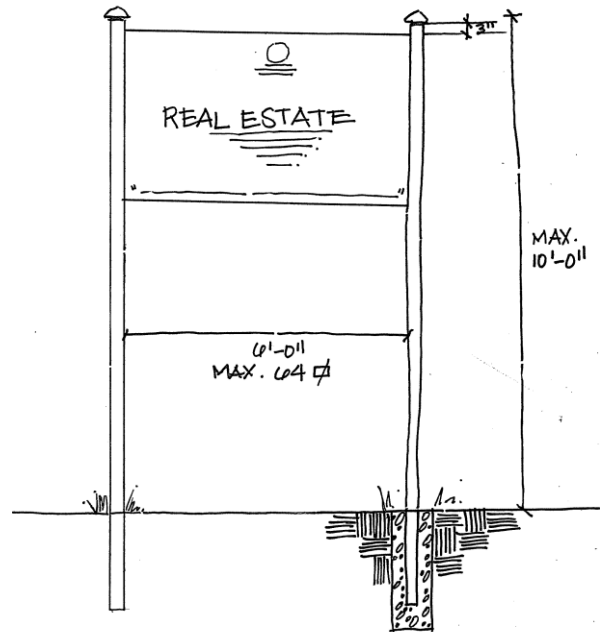 3"
REAL ESTATE
MAX.
10'-0"
6'-0"
MAX. 64 □